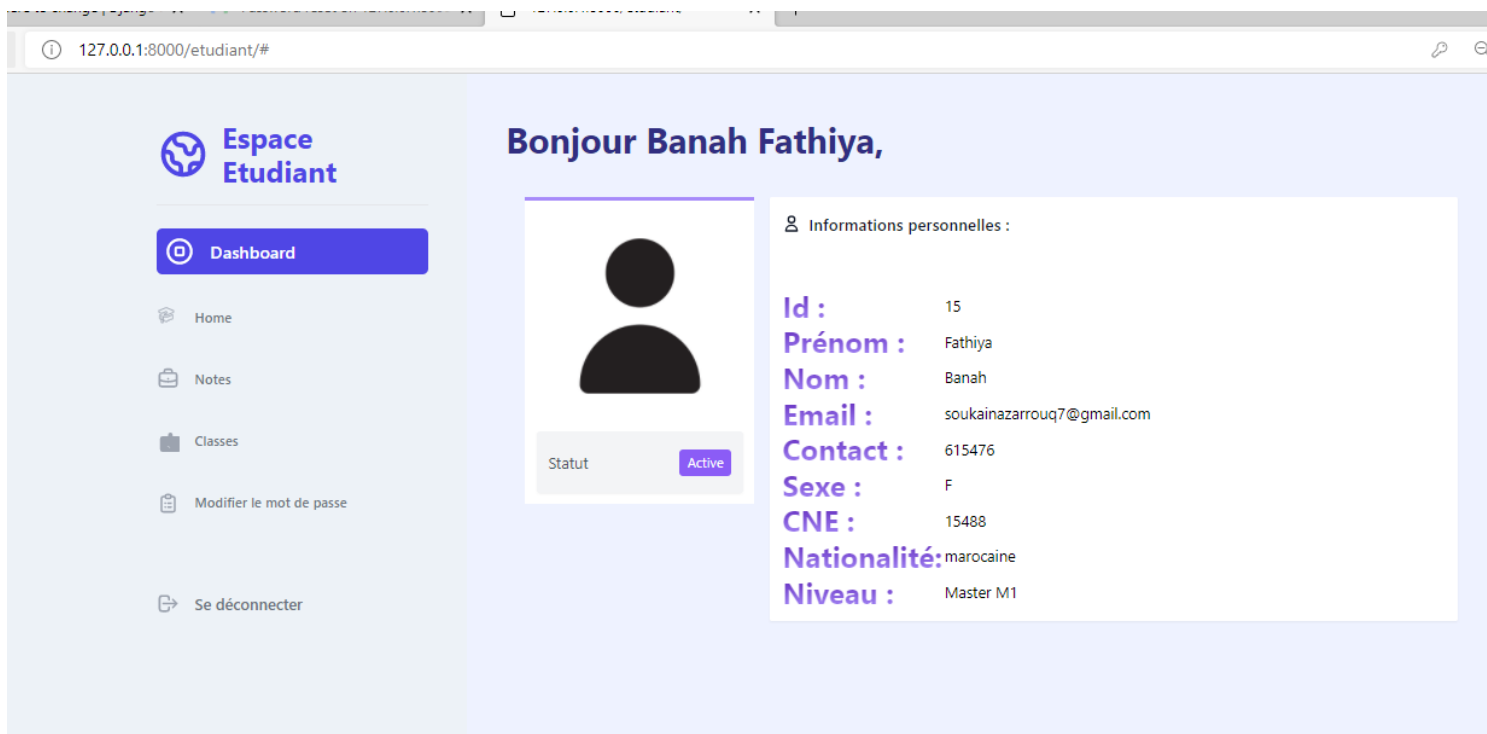 127.0.0.1:8000/etudiant/#
Espace
Etudiant
Dashboard
Home
Notes
Classes
Modifier le mot de passe
Se déconnecter
Bonjour Banah Fathiya,
Statut Active
Informations personnelles :
Id : 15
Prénom : Fathiya
Nom : Banah
Email : soukainazarrouq7@gmail.com
Contact : 615476
Sexe : F
CNE : 15488
Nationalité: marocaine
Niveau : Master M1